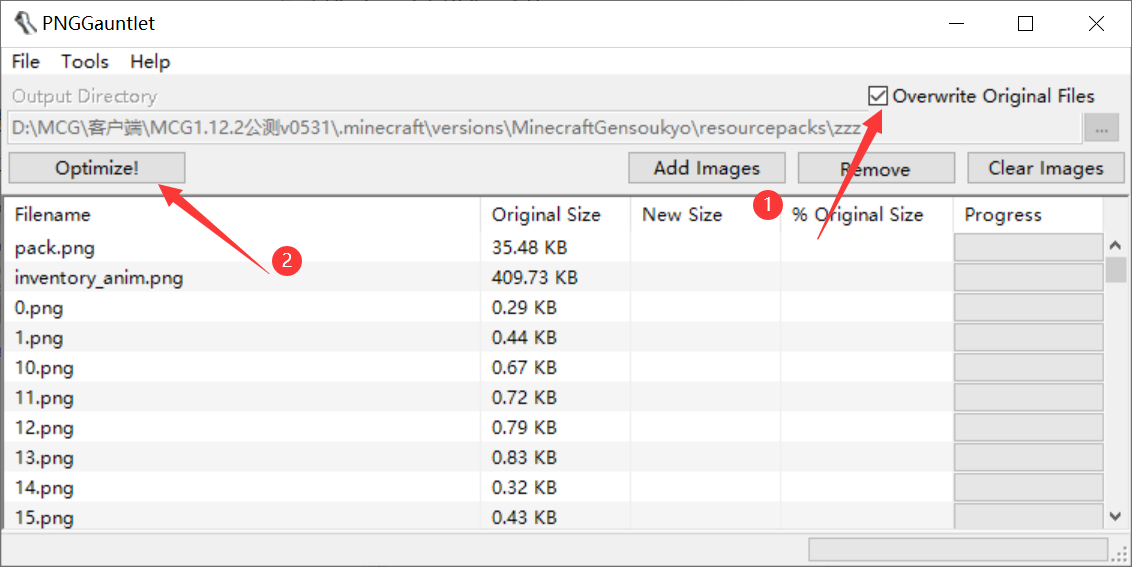 PNGGauntlet
File Tools Help
Output Directory
Overwrite Original Files
D:\MCG\客户端\MCG1.12.2公测v0531\.minecraft\versions\MinecraftGensoukyo\resourcepacks\zzz
...
Optimize!
Add Images
Remove
Clear Images
1
Filename Original Size New Size % Original Size Progress
pack.png 35.48 KB
2
inventory_anim.png 409.73 KB
0.png 0.29 KB
1.png 0.44 KB
10.png 0.67 KB
11.png 0.72 KB
12.png 0.79 KB
13.png 0.83 KB
14.png 0.32 KB
15.png 0.43 KB